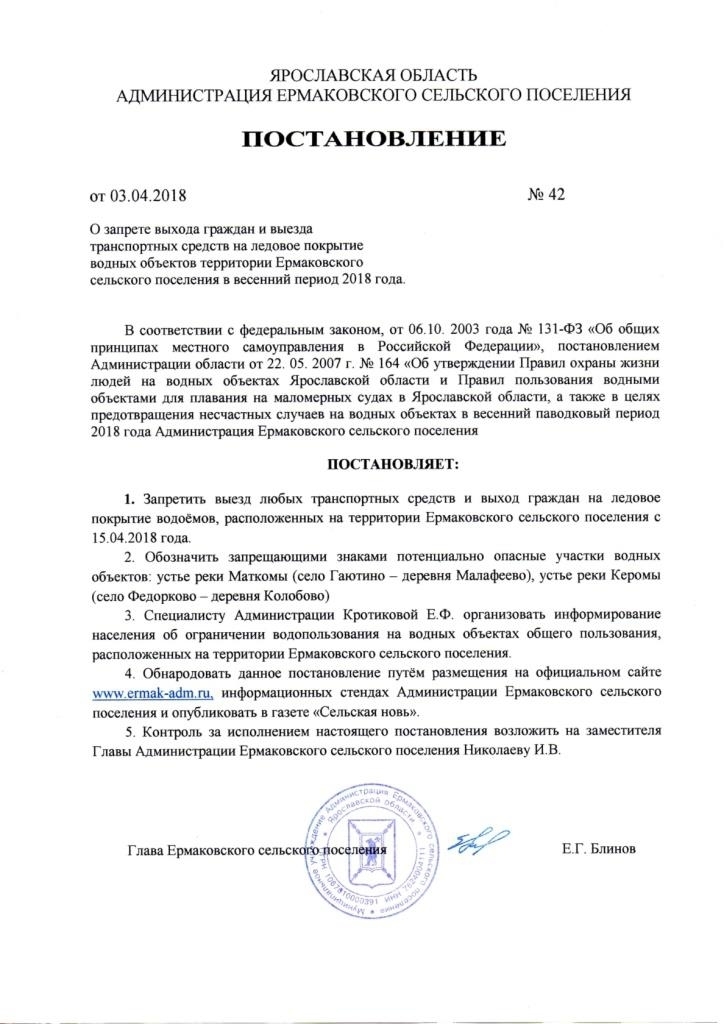 ЯРОСЛАВСКАЯ ОБЛАСТЬ
АДМИНИСТРАЦИЯ ЕРМАКОВСКОГО СЕЛЬСКОГО ПОСЕЛЕНИЯ
ПОСТАНОВЛЕНИЕ
от 03.04.2018 № 42
О запрете выхода граждан и выезда
транспортных средств на ледовое покрытие
водных объектов территории Ермаковского
сельского поселения в весенний период 2018 года.
В соответствии с федеральным законом, от 06.10. 2003 года № 131-ФЗ «Об общих
принципах местного самоуправления в Российской Федерации», постановлением
Администрации области от 22. 05. 2007 г. № 164 «Об утверждении Правил охраны жизни
людей на водных объектах Ярославской области и Правил пользования водными
объектами для плавания на маломерных судах в Ярославской области, а также в целях
предотвращения несчастных случаев на водных объектах в весенний паводковый период
2018 года Администрация Ермаковского сельского поселения
ПОСТАНОВЛЯЕТ:
1. Запретить выезд любых транспортных средств и выход граждан на ледовое
покрытие водоёмов, расположенных на территории Ермаковского сельского поселения с
15.04.2018 года.
2. Обозначить запрещающими знаками потенциально опасные участки водных
объектов: устье реки Маткомы (село Гаютино – деревня Малафеево), устье реки Керомы
(село Федорково – деревня Колобово)
3. Специалисту Администрации Кротиковой Е.Ф. организовать информирование
населения об ограничении водопользования на водных объектах общего пользования,
расположенных на территории Ермаковского сельского поселения.
4. Обнародовать данное постановление путём размещения на официальном сайте
www.ermak-adm.ru, информационных стендах Администрации Ермаковского сельского
поселения и опубликовать в газете «Сельская новь».
5. Контроль за исполнением настоящего постановления возложить на заместителя
Главы Администрации Ермаковского сельского поселения Николаеву И.В.
Глава Ермаковского сельского поселения Е.Г. Блинов
Муниципальное учреждение Администрация Ермаковского сельского поселения
Ярославской области
ИНН 7624004111